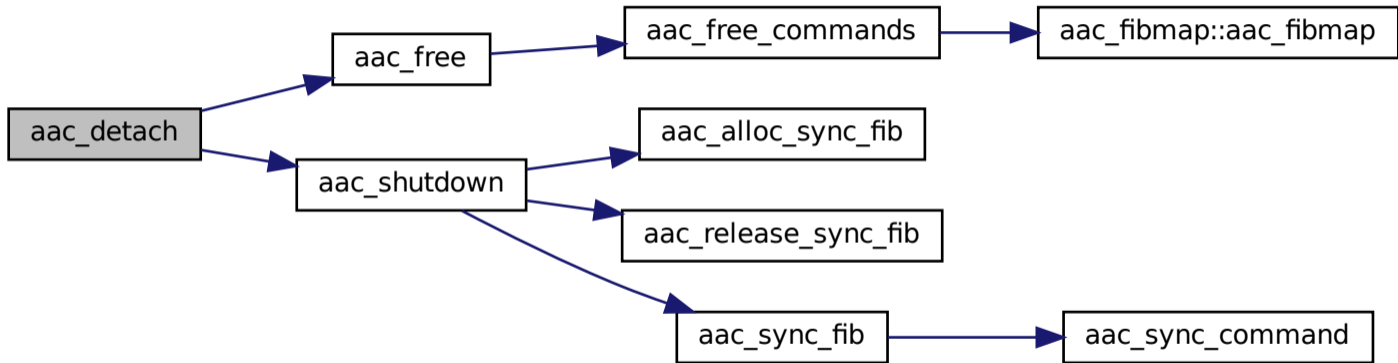 aac_free_commands
aac_fibmap::aac_fibmap
aac_free
aac_detach
aac_alloc_sync_fib
aac_shutdown
aac_release_sync_fib
aac_sync_fib
aac_sync_command